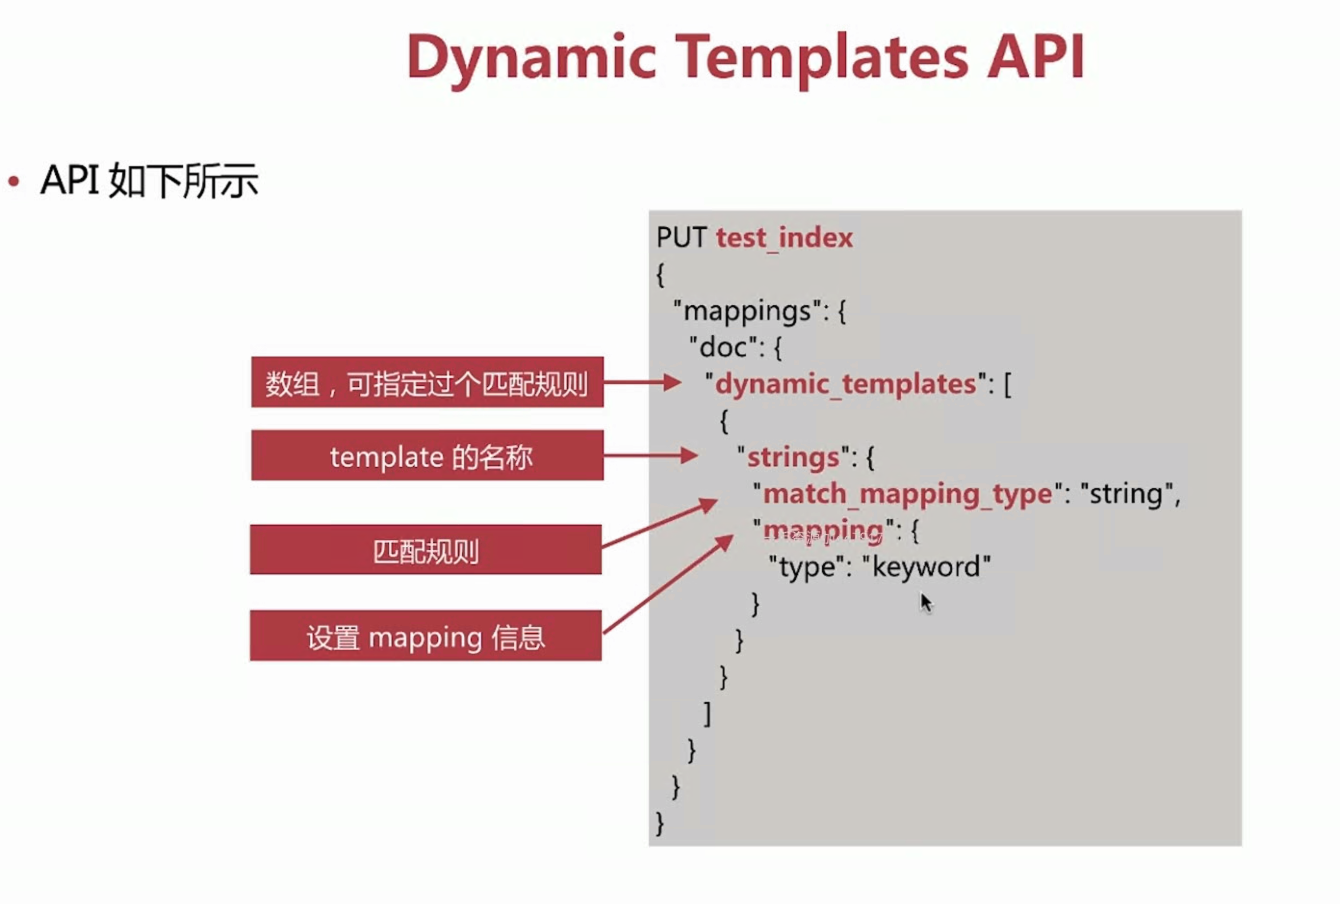 Dynamic Templates API
• API 如下所示
数组，可指定过个匹配规则
template 的名称
匹配规则
设置 mapping 信息
PUT test_index
{
"mappings": {
"doc": {
"dynamic_templates": [
{
"strings": {
"match_mapping_type": "string",
"mapping": {
"type": "keyword"
}
}
}
]
}
}
}